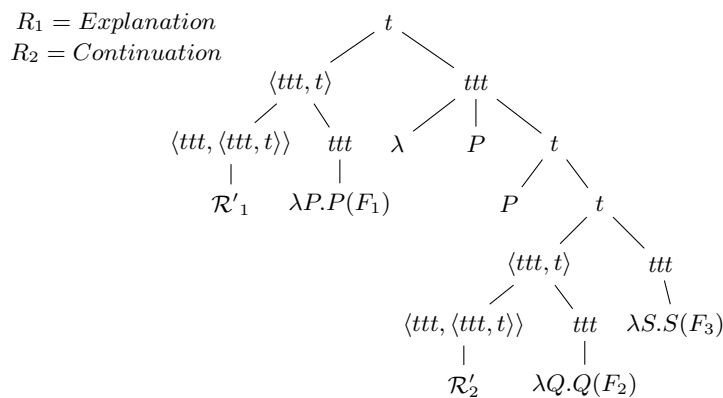 R₁ = Explanation
R₂ = Continuation
t
⟨ttt, t⟩ ttt
⟨ttt, ⟨ttt, t⟩⟩ ttt λ P t
𝓡′₁ λP.P(F₁) P t
⟨ttt, t⟩ ttt
⟨ttt, ⟨ttt, t⟩⟩ ttt λS.S(F₃)
𝓡′₂ λQ.Q(F₂)